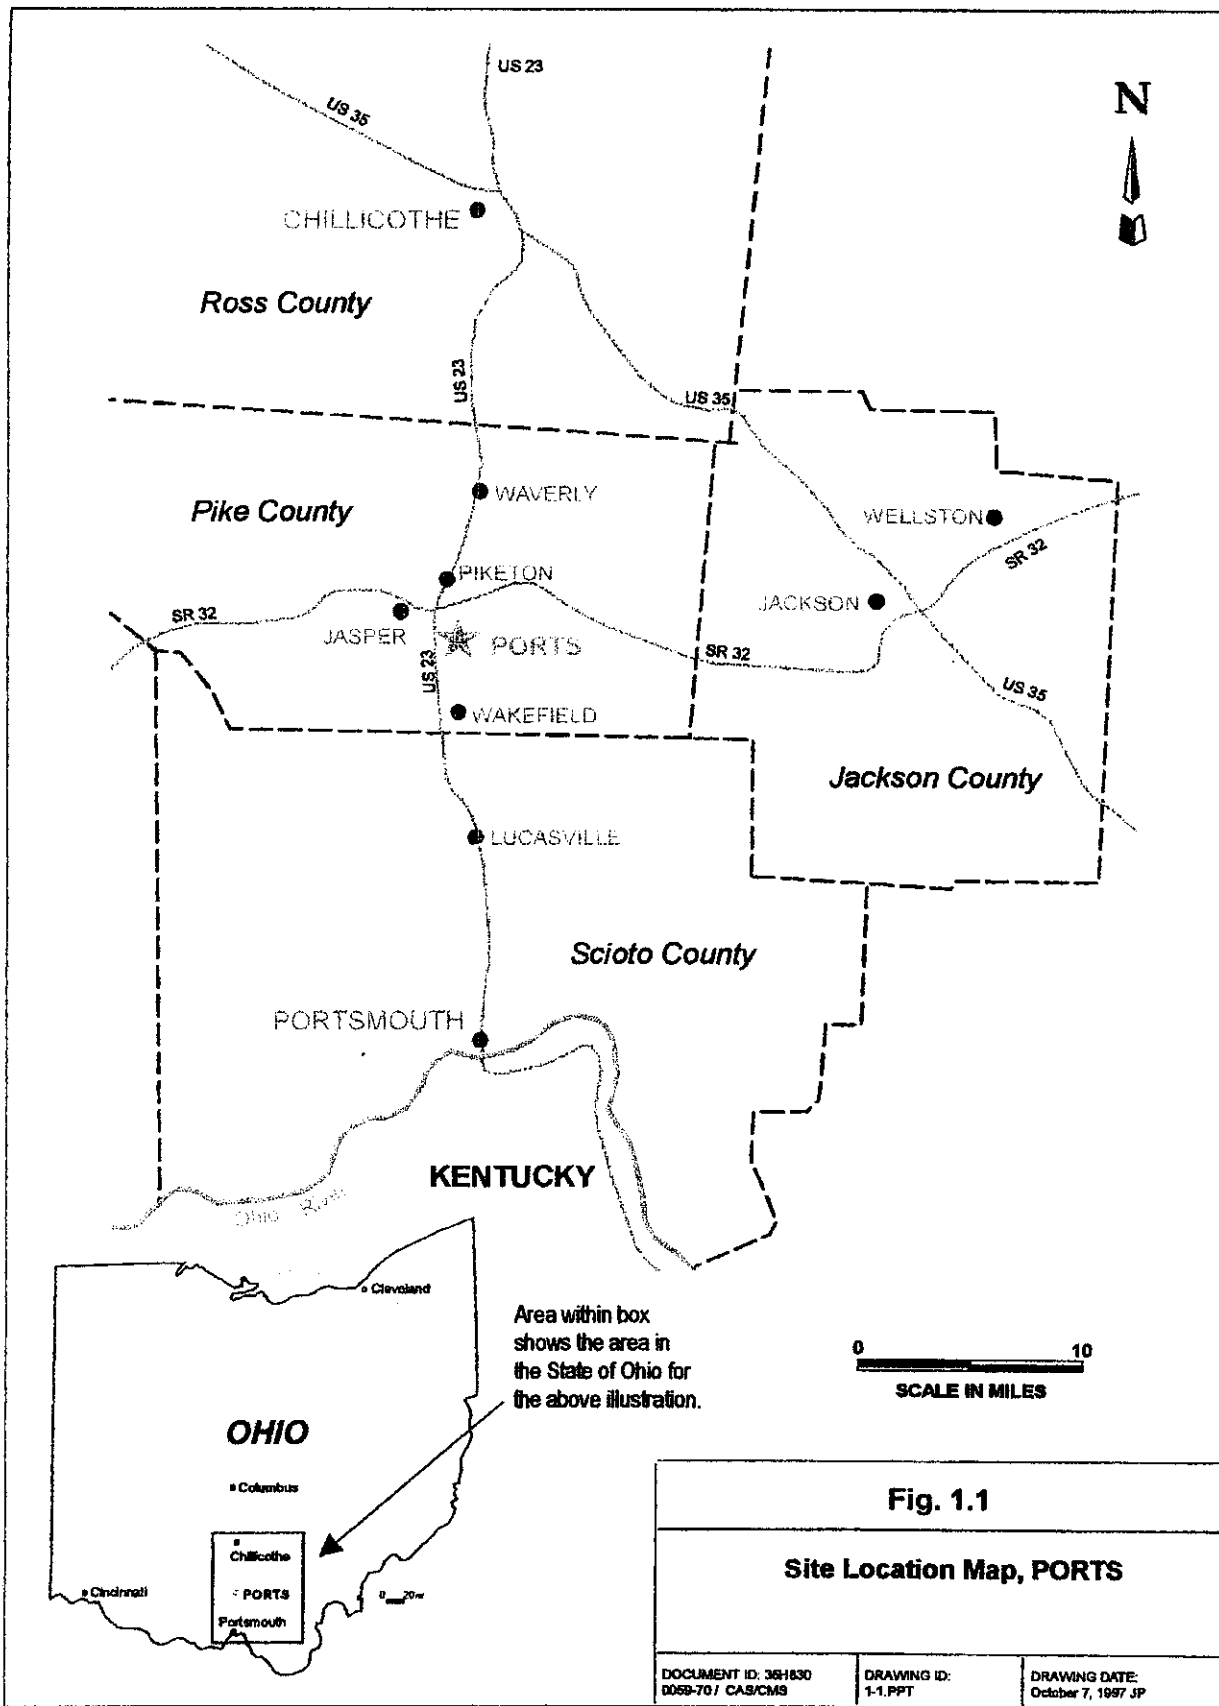 US 23
US 35
N
CHILLICOTHE
Ross County
US 23
US 35
WAVERLY
Pike County
WELLSTON
SR 32
PIKETON
JACKSON
SR 32
JASPER
PORTS
SR 32
US 23
US 35
WAKEFIELD
Jackson County
LUCASVILLE
Scioto County
PORTSMOUTH
KENTUCKY
Ohio River
Cleveland
Area within box
shows the area in
the State of Ohio for
the above illustration.
0 10
SCALE IN MILES
OHIO
Columbus
Chillicothe
PORTS
Cincinnati
Portsmouth
0 20
Fig. 1.1
Site Location Map, PORTS
DOCUMENT ID: 36H830
0059-70 / CAS/CMS
DRAWING ID:
1-1.PPT
DRAWING DATE:
October 7, 1997 JP